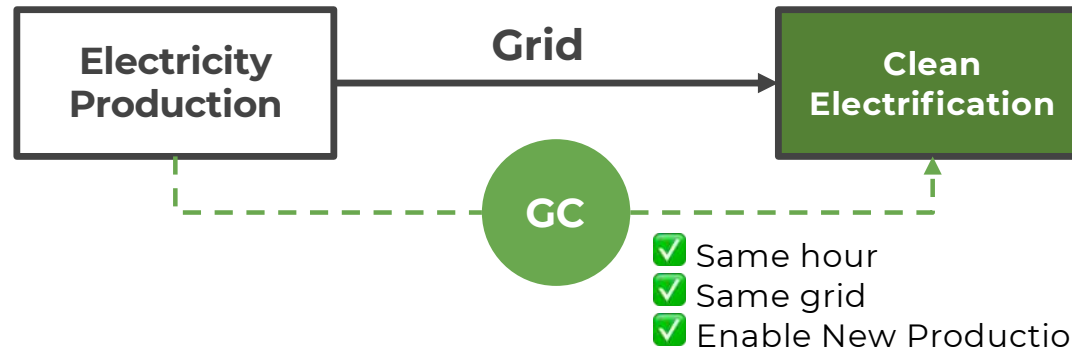 Electricity
Production
Grid
Clean
Electrification
GC
✅ Same hour
✅ Same grid
✅ Enable New Productio